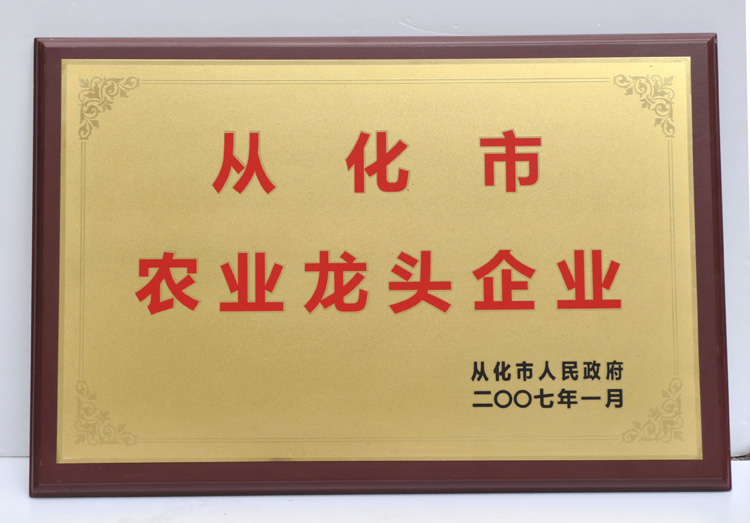 从化市
农业龙头企业
从化市人民政府
二〇〇七年一月